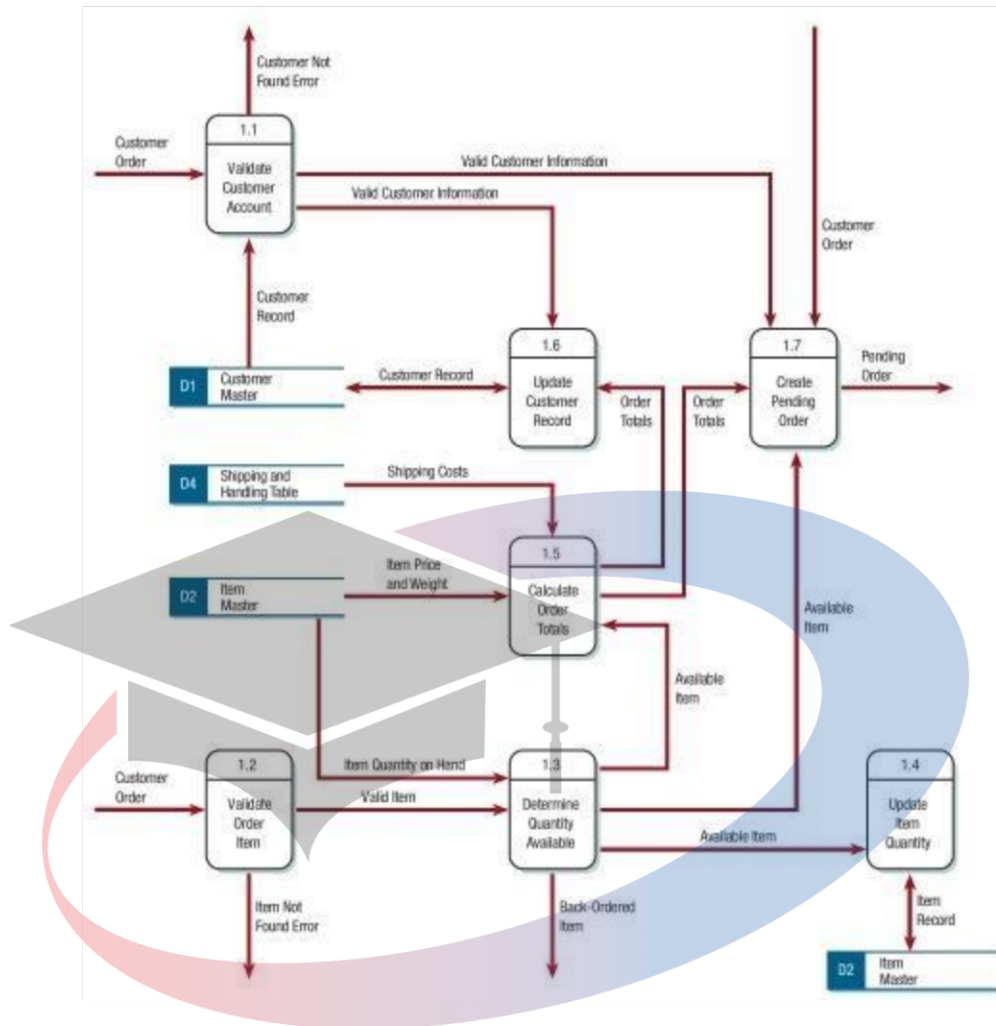 Customer Not
Found Error
1.1
Validate
Customer
Account
Customer
Order
Valid Customer Information
Valid Customer Information
Customer
Order
Customer
Record
D1
Customer
Master
Customer Record
1.6
Update
Customer
Record
Order
Totals
Order
Totals
1.7
Create
Pending
Order
Pending
Order
D4
Shipping and
Handling Table
Shipping Costs
D2
Item
Master
Item Price
and Weight
1.5
Calculate
Order
Totals
Available
Item
Available
Item
Customer
Order
1.2
Validate
Order
Item
Item Quantity on Hand
Valid Item
1.3
Determine
Quantity
Available
Available Item
1.4
Update
Item
Quantity
Item Not
Found Error
Back-Ordered
Item
Item
Record
D2
Item
Master